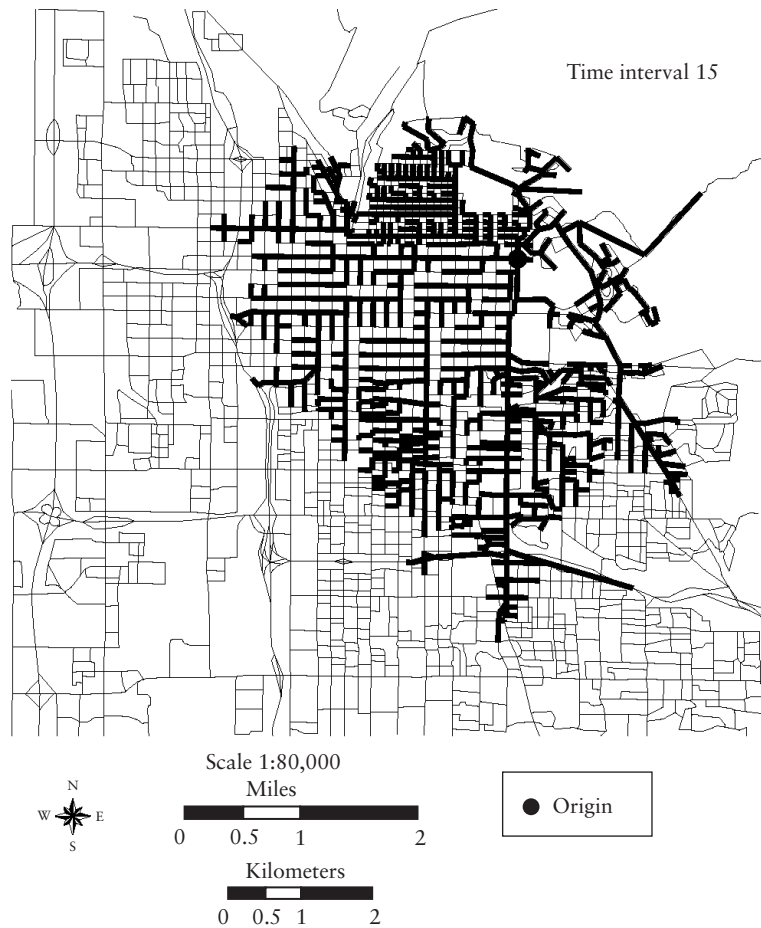 Time interval 15
Scale 1:80,000
Miles
0 0.5 1 2
Kilometers
0 0.5 1 2
N
W E
S
Origin